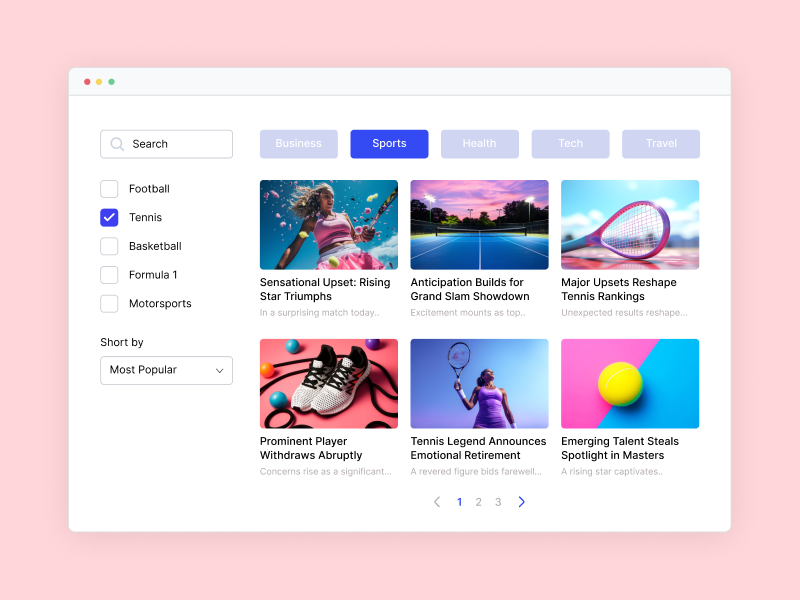 Search
Business
Sports
Health
Tech
Travel
Football
Tennis
Basketball
Formula 1
Motorsports
Short by
Most Popular
Sensational Upset: Rising
Star Triumphs
In a surprising match today..
Anticipation Builds for
Grand Slam Showdown
Excitement mounts as top..
Major Upsets Reshape
Tennis Rankings
Unexpected results reshape...
Prominent Player
Withdraws Abruptly
Concerns rise as a significant...
Tennis Legend Announces
Emotional Retirement
A revered figure bids farewell...
Emerging Talent Steals
Spotlight in Masters
A rising star captivates..
1 2 3